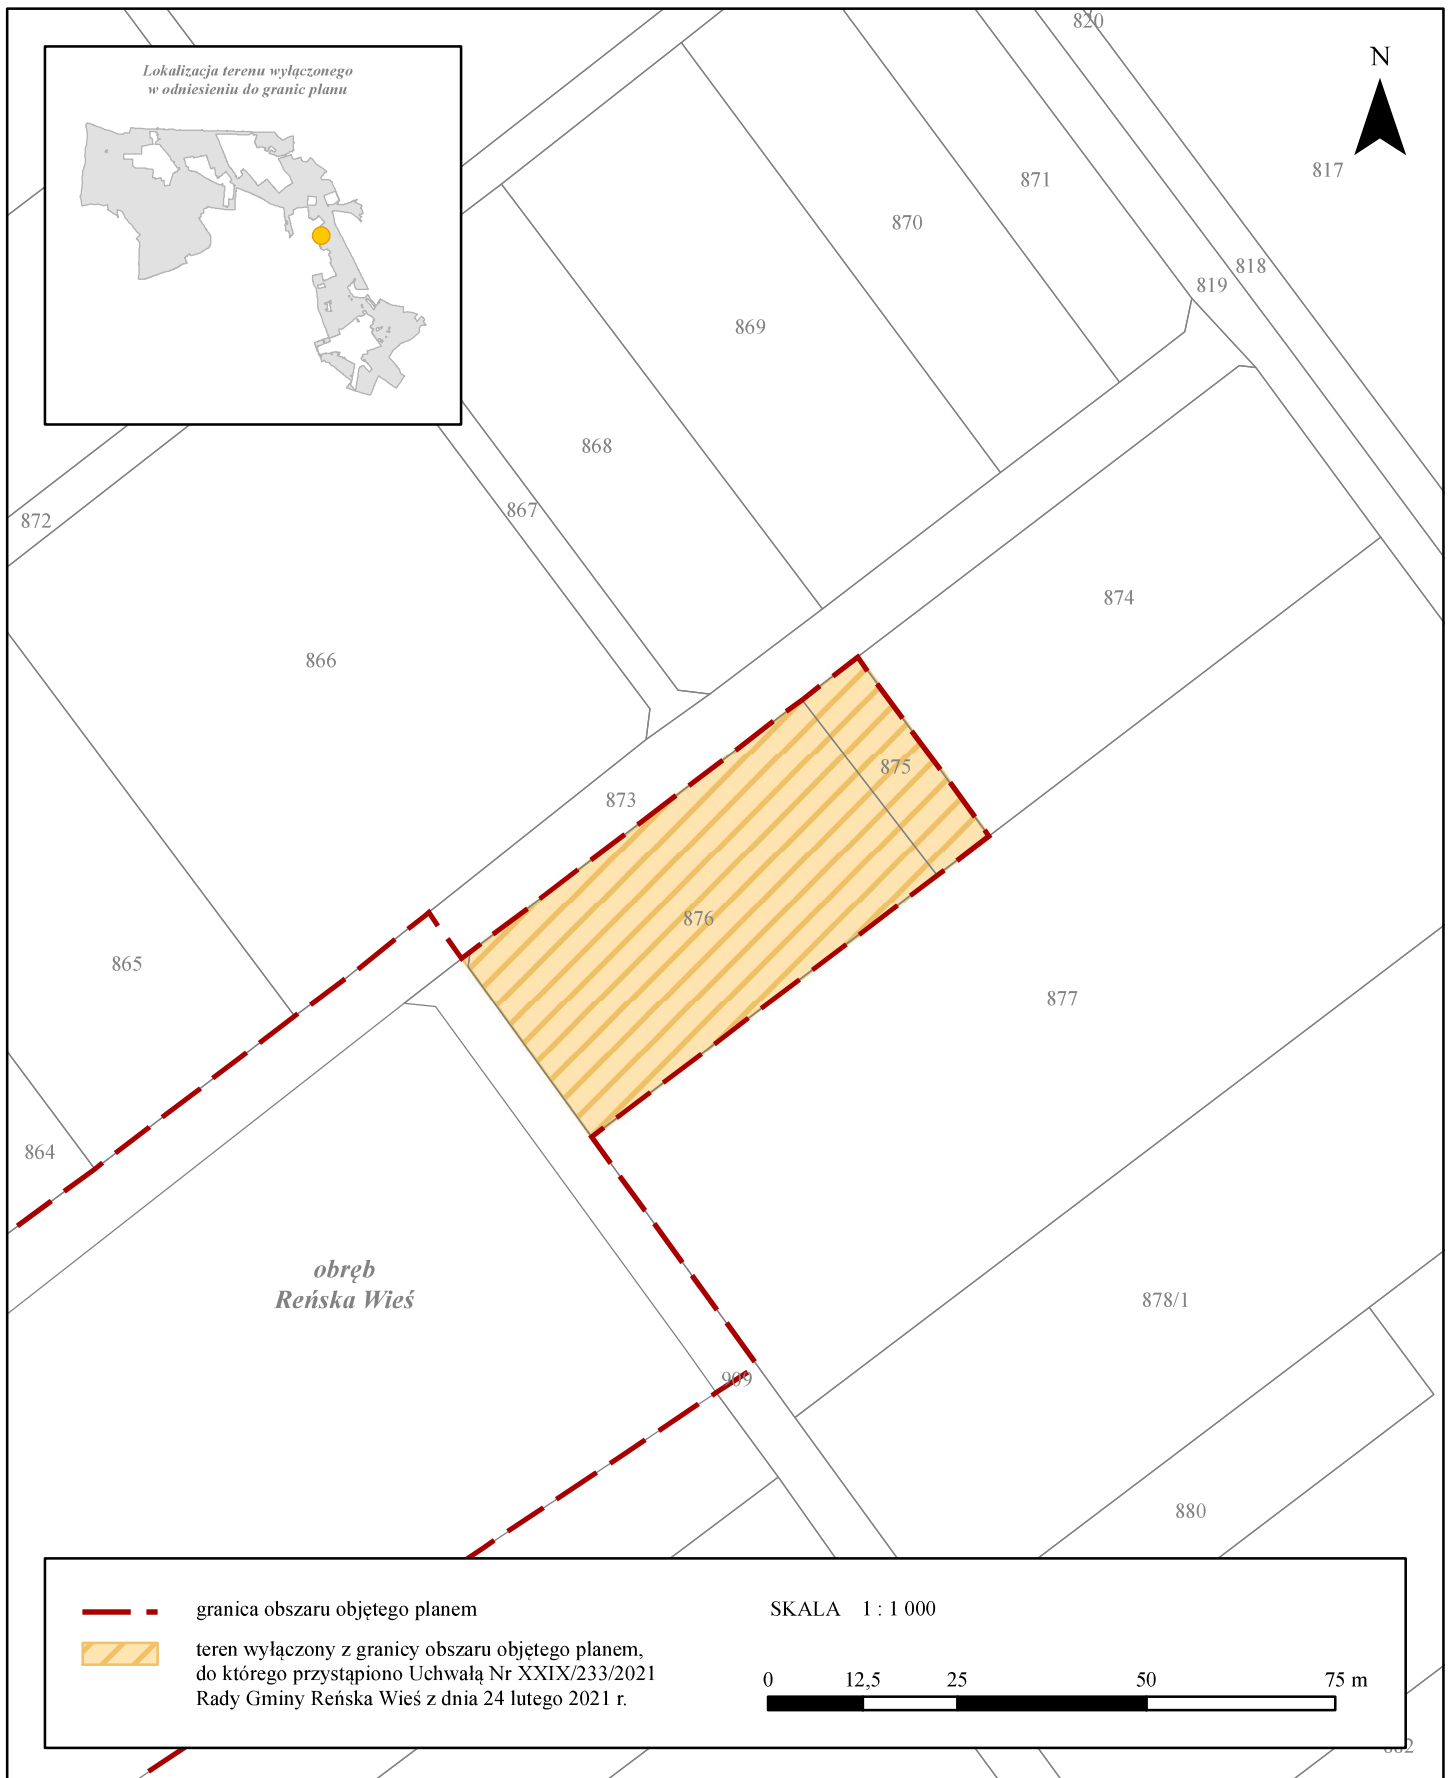 820
Lokalizacja terenu wyłączonego
w odniesieniu do granic planu
N
817
871
870
818
819
869
868
867
872
874
866
875
873
876
865
877
864
obręb
Reńska Wieś
878/1
909
880
granica obszaru objętego planem
teren wyłączony z granicy obszaru objętego planem,
do którego przystąpiono Uchwałą Nr XXIX/233/2021
Rady Gminy Reńska Wieś z dnia 24 lutego 2021 r.
SKALA 1 : 1 000
0 12,5 25 50 75 m